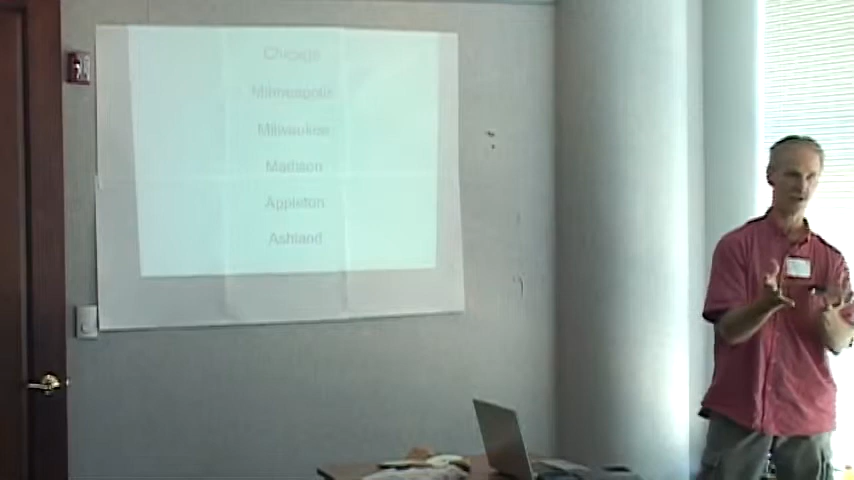 Chicago
Minneapolis
Milwaukee
Madison
Appleton
Ashland